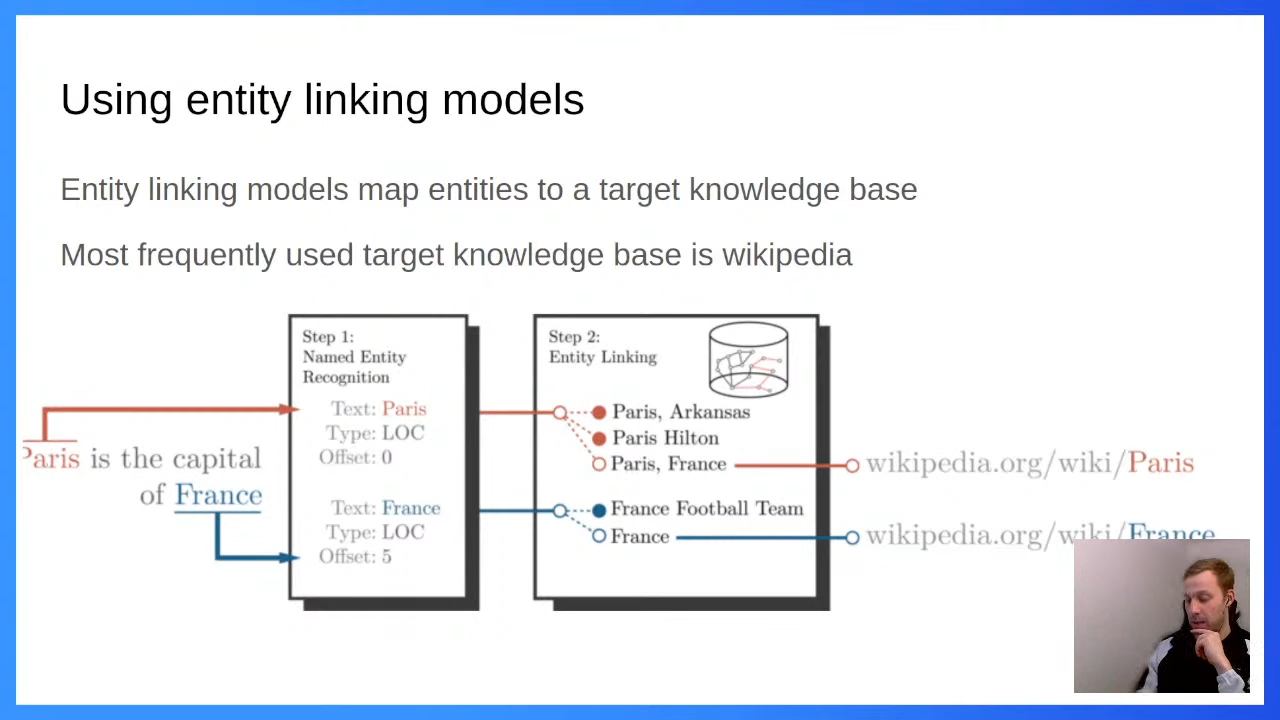 Using entity linking models
Entity linking models map entities to a target knowledge base
Most frequently used target knowledge base is wikipedia
Paris is the capital
of France
Step 1:
Named Entity
Recognition
Text: Paris
Type: LOC
Offset: 0
Text: France
Type: LOC
Offset: 5
Step 2:
Entity Linking
Paris, Arkansas
Paris Hilton
Paris, France
France Football Team
France
wikipedia.org/wiki/Paris
wikipedia.org/wiki/France